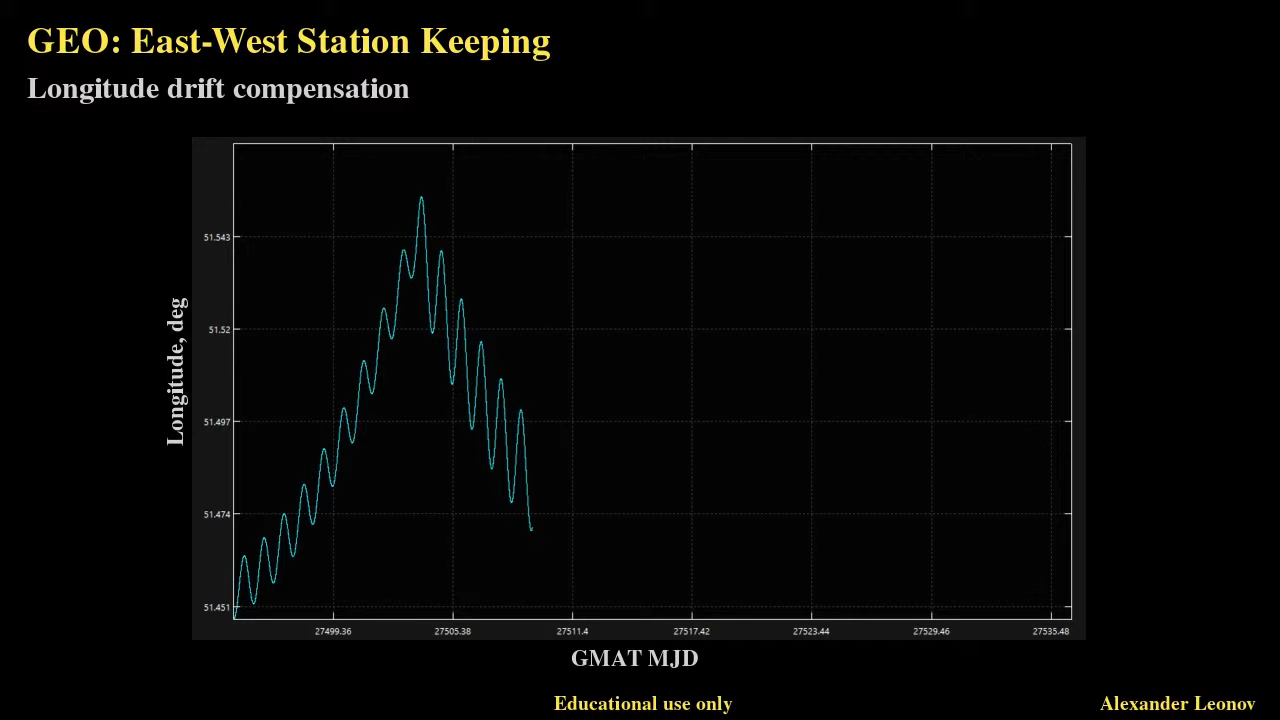 GEO: East-West Station Keeping
Longitude drift compensation
51.543
51.52
51.497
51.474
51.451
Longitude, deg
27499.36 27505.38 27511.4 27517.42 27523.44 27529.46 27535.48
GMAT MJD
Educational use only
Alexander Leonov